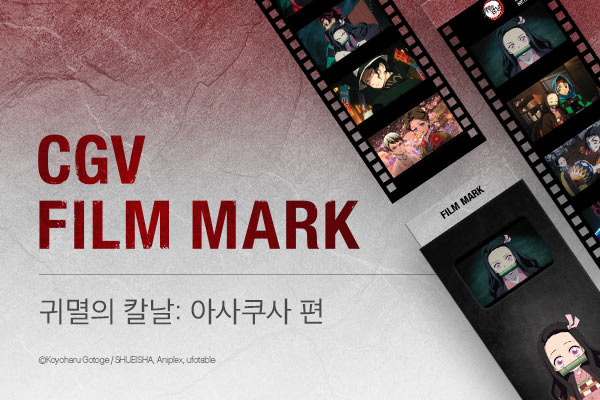 CGV
FILM MARK
귀멸의 칼날: 아사쿠사 편
©Koyoharu Gotoge / SHUEISHA, Aniplex, ufotable
FILM MARK